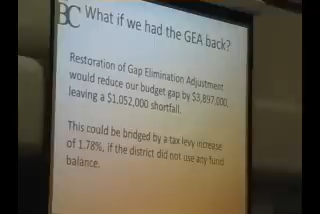 BC
What if we had the GEA back?
Restoration of Gap Elimination Adjustment
would reduce our budget gap by $3,897,000,
leaving a $1,052,000 shortfall.
This could be bridged by a tax levy increase
of 1.78%, if the district did not use any fund
balance.